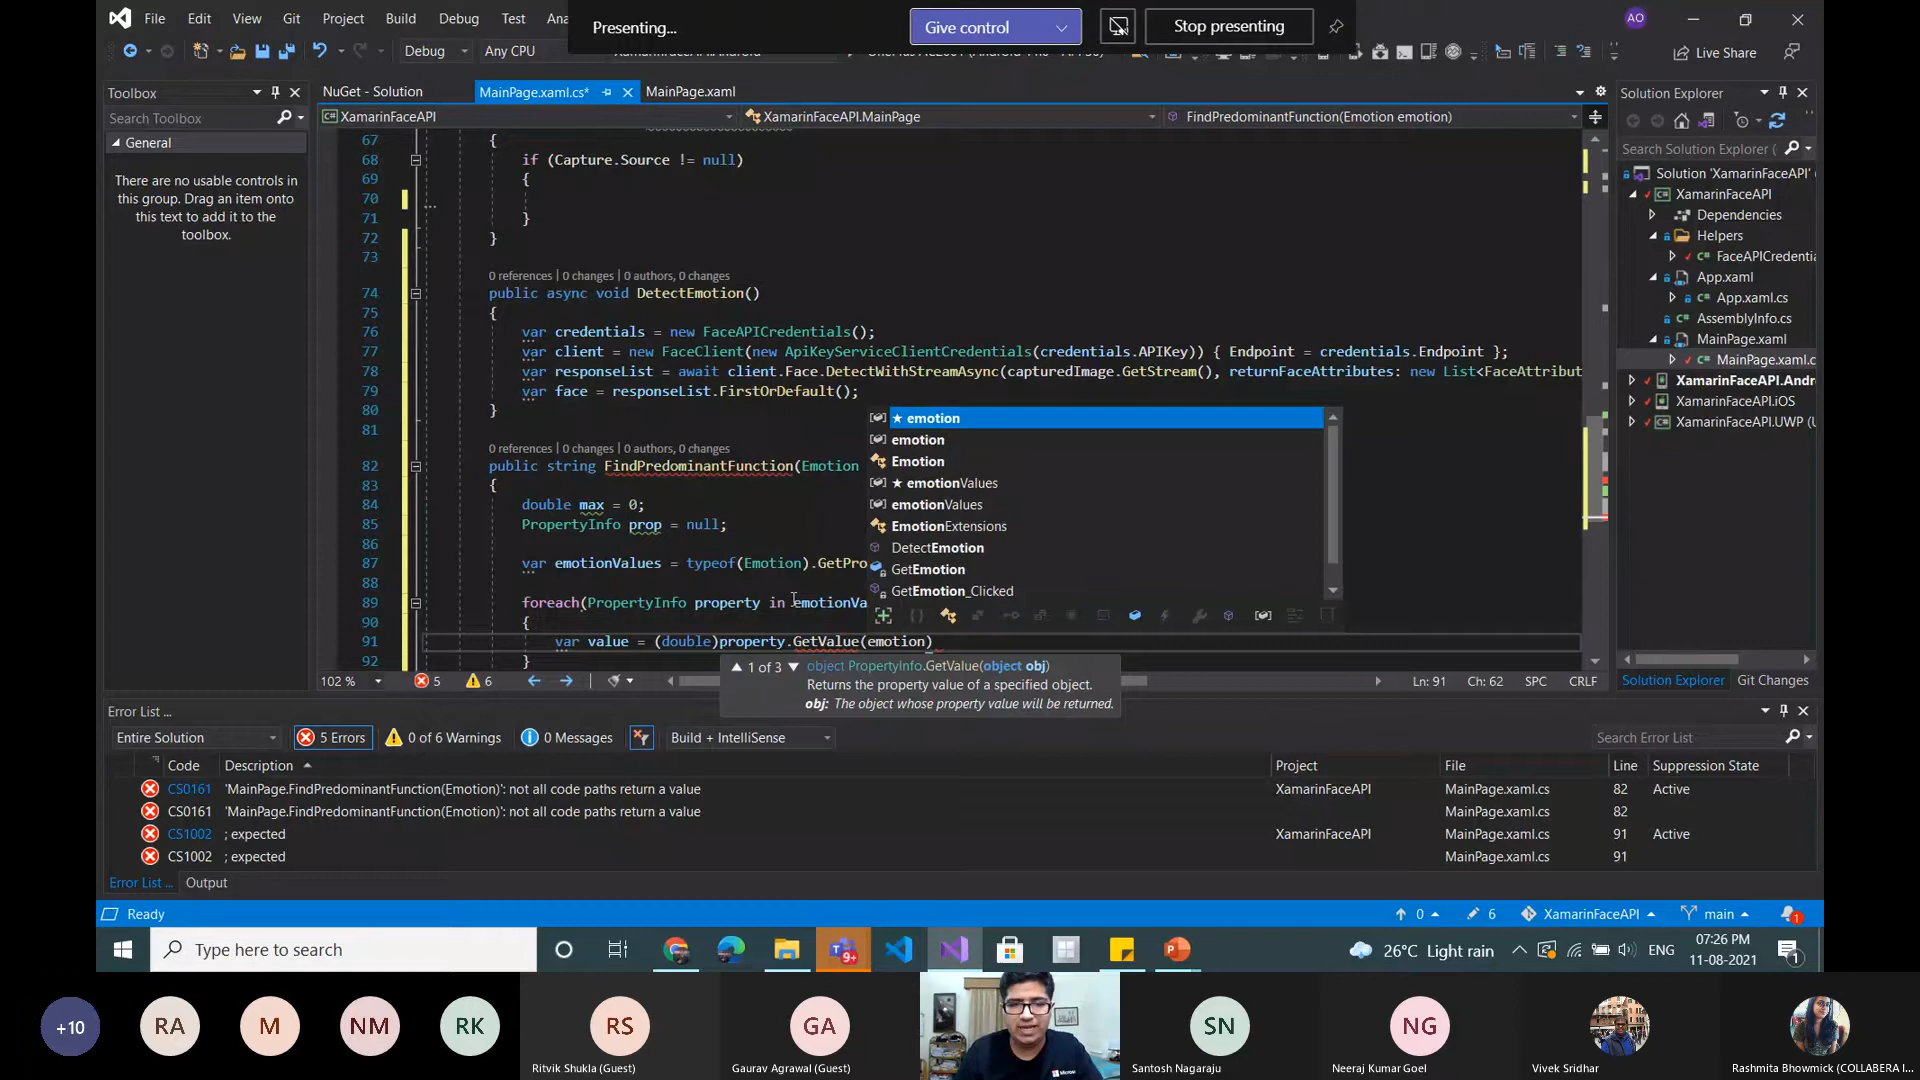 File Edit View Git Project Build Debug Test Ana
Presenting...
Give control
Stop presenting
AO
Debug
Any CPU
Live Share
Toolbox
Search Toolbox
General
There are no usable controls in
this group. Drag an item onto
this text to add it to the
toolbox.
NuGet - Solution
MainPage.xaml.cs*
MainPage.xaml
XamarinFaceAPI
XamarinFaceAPI.MainPage
FindPredominantFunction(Emotion emotion)
67 {
68 if (Capture.Source != null)
69 {
70
71 }
72 }
73
0 references | 0 changes | 0 authors, 0 changes
74 public async void DetectEmotion()
75 {
76 var credentials = new FaceAPICredentials();
77 var client = new FaceClient(new ApiKeyServiceClientCredentials(credentials.APIKey)) { Endpoint = credentials.Endpoint };
78 var responseList = await client.Face.DetectWithStreamAsync(capturedImage.GetStream(), returnFaceAttributes: new List<FaceAttribut
79 var face = responseList.FirstOrDefault();
80 }
81
0 references | 0 changes | 0 authors, 0 changes
82 public string FindPredominantFunction(Emotion
83 {
84 double max = 0;
85 PropertyInfo prop = null;
86
87 var emotionValues = typeof(Emotion).GetPro
88
89 foreach(PropertyInfo property in emotionVa
90 {
91 var value = (double)property.GetValue(emotion)
92 }
★ emotion
emotion
Emotion
★ emotionValues
emotionValues
EmotionExtensions
DetectEmotion
GetEmotion
GetEmotion_Clicked
1 of 3 object PropertyInfo.GetValue(object obj)
Returns the property value of a specified object.
obj: The object whose property value will be returned.
102 %
5
6
Ln: 91 Ch: 62 SPC CRLF
Solution Explorer
Search Solution Explorer (
Solution 'XamarinFaceAPI' (
XamarinFaceAPI
Dependencies
Helpers
FaceAPICredentia
App.xaml
App.xaml.cs
AssemblyInfo.cs
MainPage.xaml
MainPage.xaml.c
XamarinFaceAPI.Andr
XamarinFaceAPI.iOS
XamarinFaceAPI.UWP (U
Solution Explorer Git Changes
Error List ...
Entire Solution
5 Errors
0 of 6 Warnings
0 Messages
Build + IntelliSense
Search Error List
Code Description Project File Line Suppression State
CS0161 'MainPage.FindPredominantFunction(Emotion)': not all code paths return a value XamarinFaceAPI MainPage.xaml.cs 82 Active
CS0161 'MainPage.FindPredominantFunction(Emotion)': not all code paths return a value MainPage.xaml.cs 82
CS1002 ; expected XamarinFaceAPI MainPage.xaml.cs 91 Active
CS1002 ; expected MainPage.xaml.cs 91
Error List ... Output
Ready
0
6
XamarinFaceAPI
main
1
Type here to search
9+
26°C Light rain
ENG
07:26 PM
11-08-2021
1
+10
RA
M
NM
RK
RS
Ritvik Shukla (Guest)
GA
Gaurav Agrawal (Guest)
SN
Santosh Nagaraju
NG
Neeraj Kumar Goel
Vivek Sridhar
Rashmita Bhowmick (COLLABERA I...